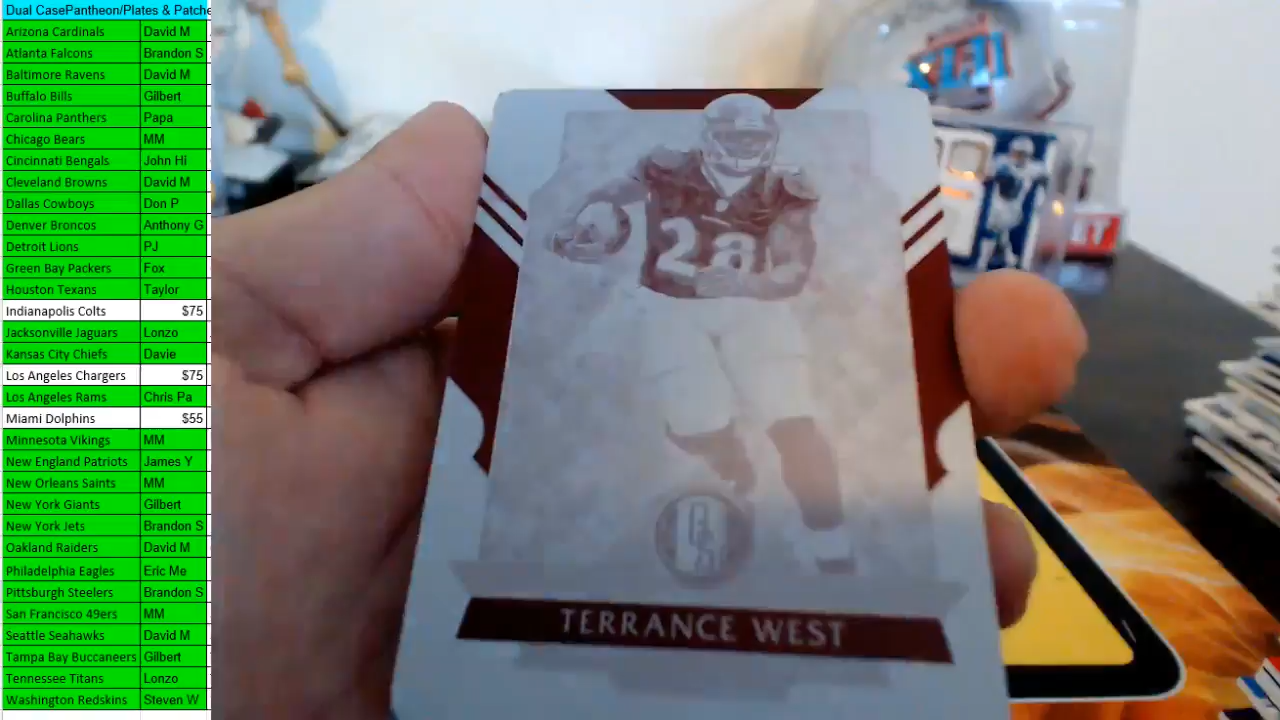 Dual CasePantheon/Plates & Patche
Arizona Cardinals David M
Atlanta Falcons Brandon S
Baltimore Ravens David M
Buffalo Bills Gilbert
Carolina Panthers Papa
Chicago Bears MM
Cincinnati Bengals John Hi
Cleveland Browns David M
Dallas Cowboys Don P
Denver Broncos Anthony G
Detroit Lions PJ
Green Bay Packers Fox
Houston Texans Taylor
Indianapolis Colts $75
Jacksonville Jaguars Lonzo
Kansas City Chiefs Davie
Los Angeles Chargers $75
Los Angeles Rams Chris Pa
Miami Dolphins $55
Minnesota Vikings MM
New England Patriots James Y
New Orleans Saints MM
New York Giants Gilbert
New York Jets Brandon S
Oakland Raiders David M
Philadelphia Eagles Eric Me
Pittsburgh Steelers Brandon S
San Francisco 49ers MM
Seattle Seahawks David M
Tampa Bay Buccaneers Gilbert
Tennessee Titans Lonzo
Washington Redskins Steven W
28
TERRANCE WEST